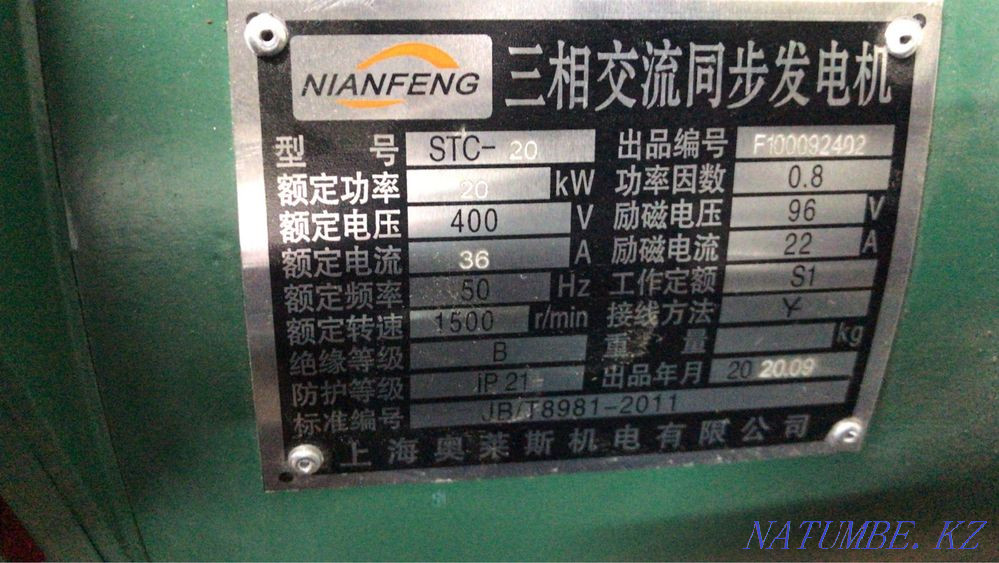 NIANFENG 三相交流同步发电机
型 号 STC-20 出品编号 F100092402
额定功率 20 kW 功率因数 0.8
额定电压 400 V 励磁电压 96 V
额定电流 36 A 励磁电流 22 A
额定频率 50 Hz 工作定额 S1
额定转速 1500 r/min 接线方法 Y
绝缘等级 B 重 量 kg
防护等级 IP21 出品年月 20 20.09
标准编号 JB/T8981-2011
上海奥莱斯机电有限公司
NATUMBE.KZ